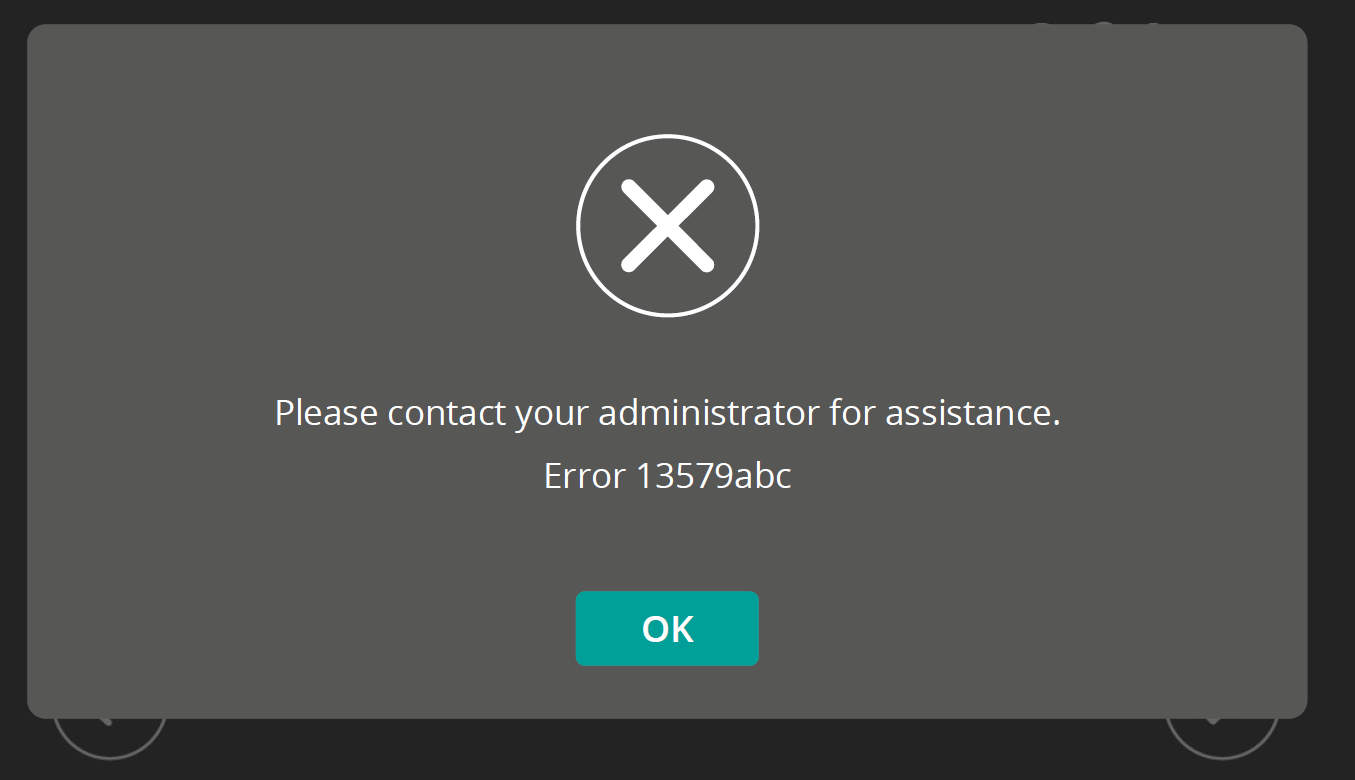 Please contact your administrator for assistance.
Error 13579abc
OK